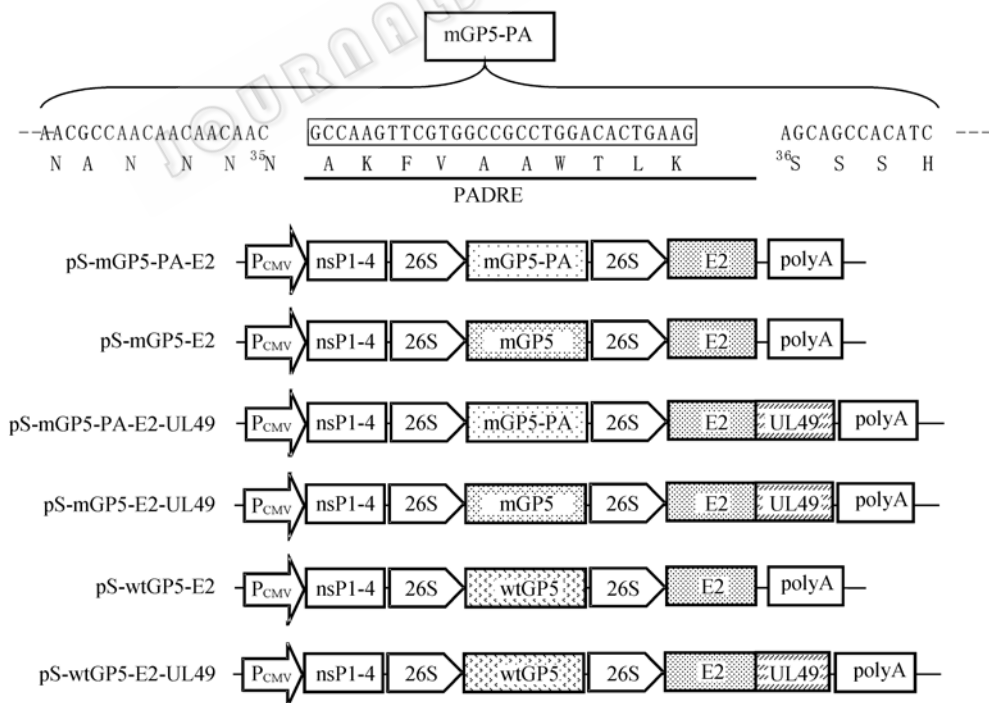 mGP5-PA
JOURNA
---AACGCCAACAACAACAAC GCCAAGTTCGTGGCCGCCTGGACACTGAAG AGCAGCCACATC ---
N A N N N 35N A K F V A A W T L K 36S S S H
PADRE
pS-mGP5-PA-E2 PCMV nsP1-4 26S mGP5-PA 26S E2 polyA
pS-mGP5-E2 PCMV nsP1-4 26S mGP5 26S E2 polyA
pS-mGP5-PA-E2-UL49 PCMV nsP1-4 26S mGP5-PA 26S E2 UL49 polyA
pS-mGP5-E2-UL49 PCMV nsP1-4 26S mGP5 26S E2 UL49 polyA
pS-wtGP5-E2 PCMV nsP1-4 26S wtGP5 26S E2 polyA
pS-wtGP5-E2-UL49 PCMV nsP1-4 26S wtGP5 26S E2 UL49 polyA